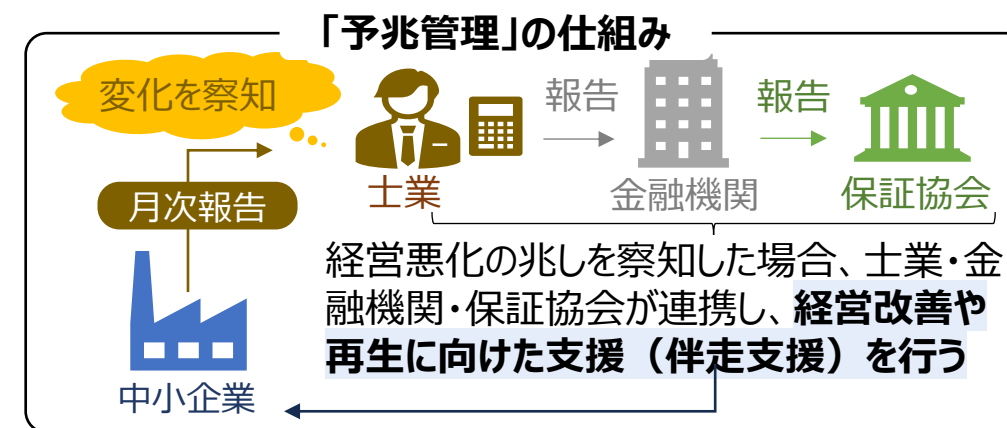 「予兆管理」の仕組み
変化を察知
報告
報告
士業
金融機関
保証協会
月次報告
経営悪化の兆しを察知した場合、士業・金
融機関・保証協会が連携し、経営改善や
再生に向けた支援（伴走支援）を行う
中小企業